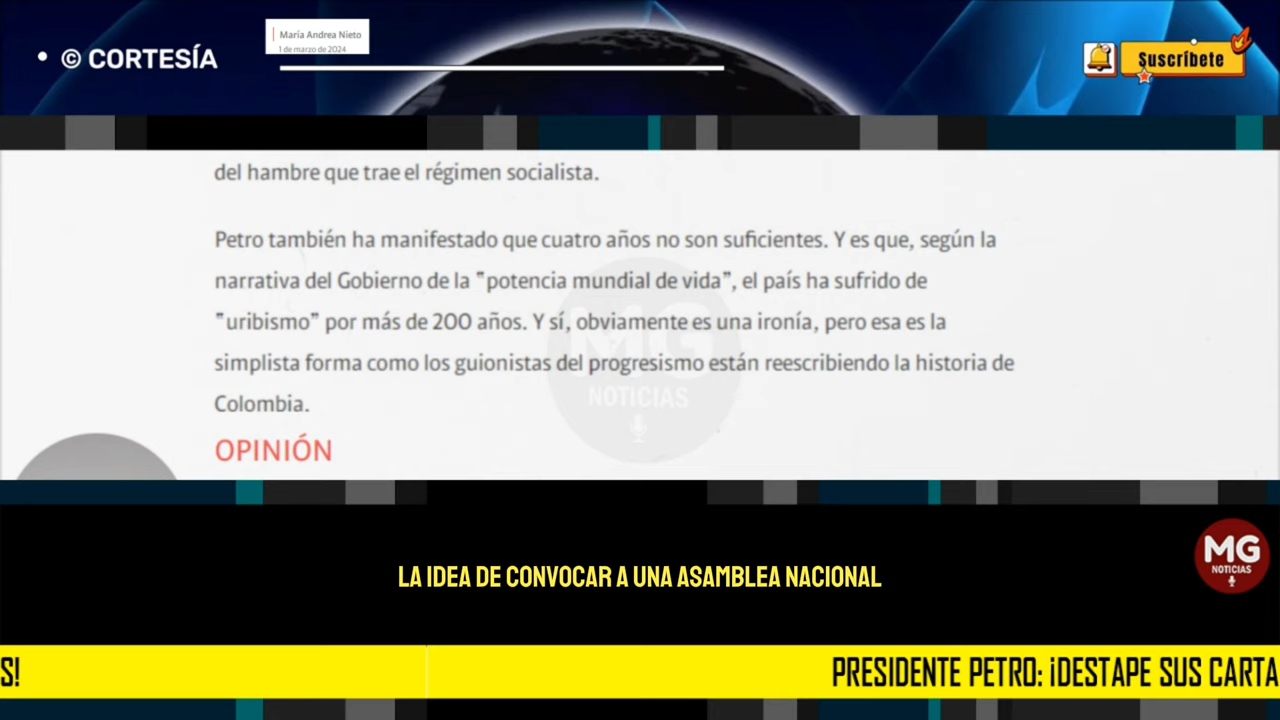 • © CORTESÍA
María Andrea Nieto
1 de marzo de 2024
Suscríbete
del hambre que trae el régimen socialista.
Petro también ha manifestado que cuatro años no son suficientes. Y es que, según la
narrativa del Gobierno de la "potencia mundial de vida", el país ha sufrido de
"uribismo" por más de 200 años. Y sí, obviamente es una ironía, pero esa es la
simplista forma como los guionistas del progresismo están reescribiendo la historia de
Colombia.
MG
NOTICIAS
OPINIÓN
LA IDEA DE CONVOCAR A UNA ASAMBLEA NACIONAL
MG
NOTICIAS
S!
PRESIDENTE PETRO: ¡DESTAPE SUS CARTA